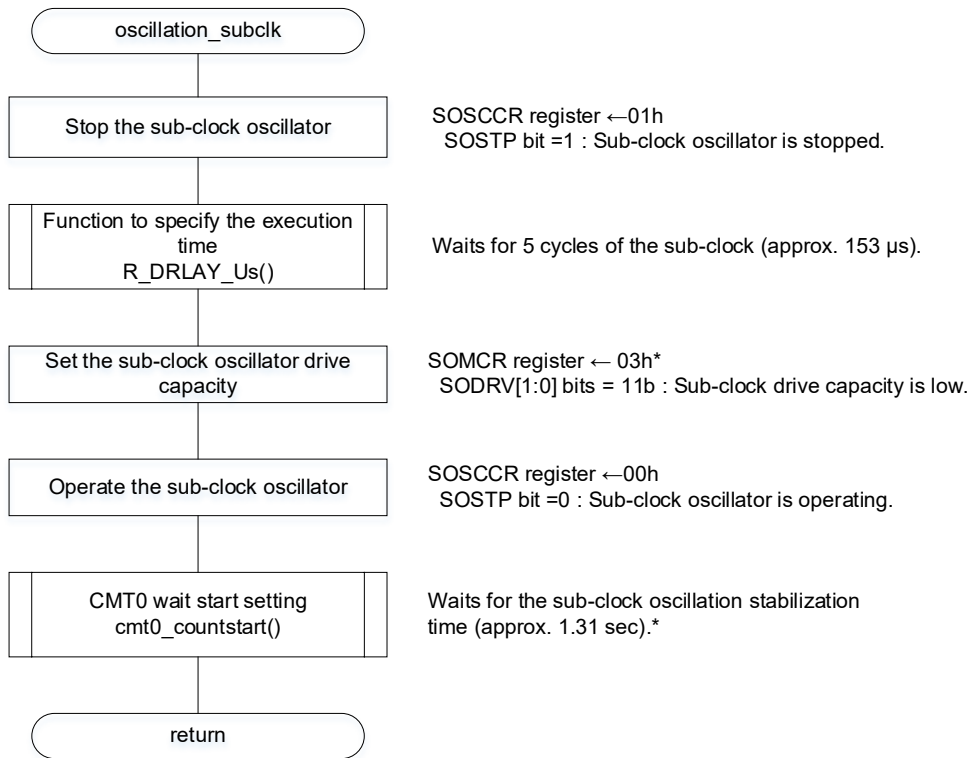 oscillation_subclk
Stop the sub-clock oscillator
SOSCCR register ←01h
SOSTP bit =1 : Sub-clock oscillator is stopped.
Function to specify the execution
time
R_DRLAY_Us()
Waits for 5 cycles of the sub-clock (approx. 153 µs).
Set the sub-clock oscillator drive
capacity
SOMCR register ← 03h*
SODRV[1:0] bits = 11b : Sub-clock drive capacity is low.
Operate the sub-clock oscillator
SOSCCR register ←00h
SOSTP bit =0 : Sub-clock oscillator is operating.
CMT0 wait start setting
cmt0_countstart()
Waits for the sub-clock oscillation stabilization
time (approx. 1.31 sec).*
return